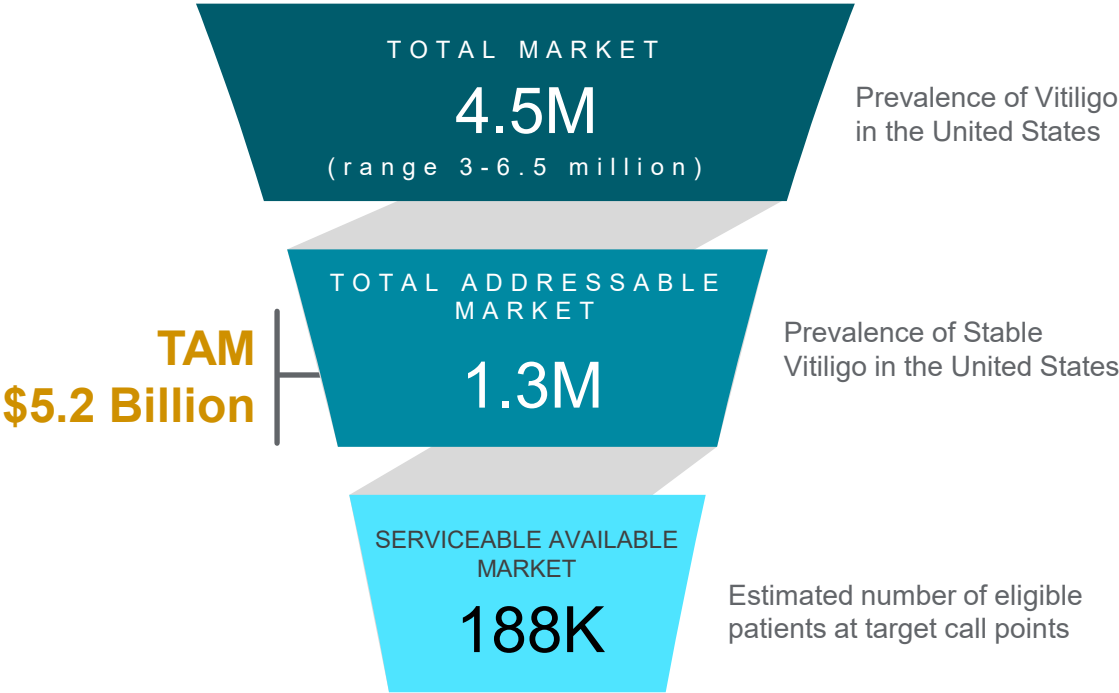 TOTAL MARKET
4.5M
(range 3-6.5 million)
Prevalence of Vitiligo
in the United States
TOTAL ADDRESSABLE
MARKET
1.3M
TAM
$5.2 Billion
Prevalence of Stable
Vitiligo in the United States
SERVICEABLE AVAILABLE
MARKET
188K
Estimated number of eligible
patients at target call points